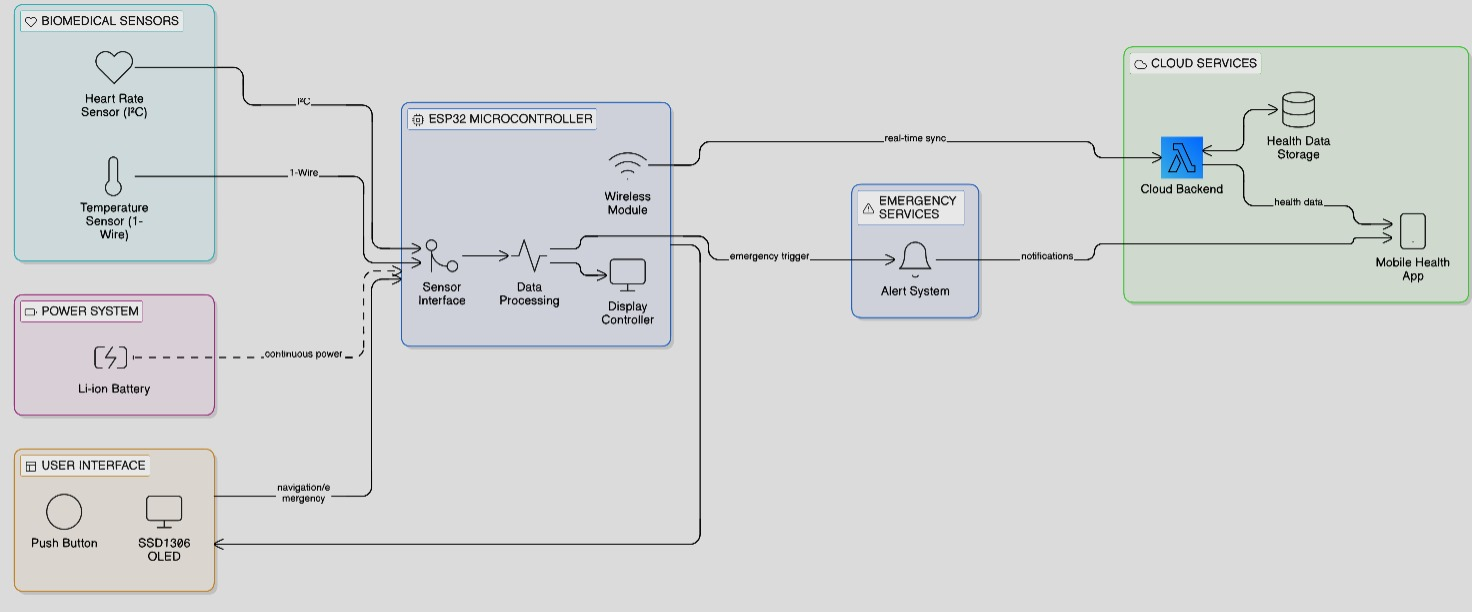 BIOMEDICAL SENSORS
Heart Rate
Sensor (I²C)
I²C
Temperature
Sensor (1-
Wire)
1-Wire
POWER SYSTEM
Li-ion Battery
continuous power
USER INTERFACE
Push Button
SSD1306
OLED
navigation/e
mergency
ESP32 MICROCONTROLLER
Wireless
Module
Sensor
Interface
Data
Processing
Display
Controller
real-time sync
emergency trigger
EMERGENCY
SERVICES
Alert System
notifications
CLOUD SERVICES
Health Data
Storage
Cloud Backend
health data
Mobile Health
App